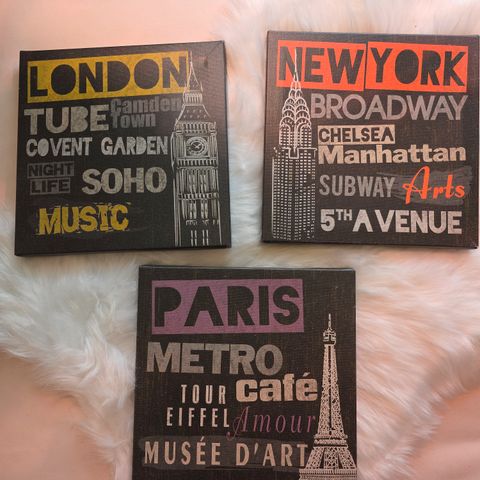 LONDON
TUBE Camden Town
COVENT GARDEN
NIGHT LIFE SOHO
MUSIC
NEW YORK
BROADWAY
CHELSEA
Manhattan
SUBWAY Arts
5TH AVENUE
PARIS
METRO
TOUR EIFFEL café
Amour
MUSÉE D'ART